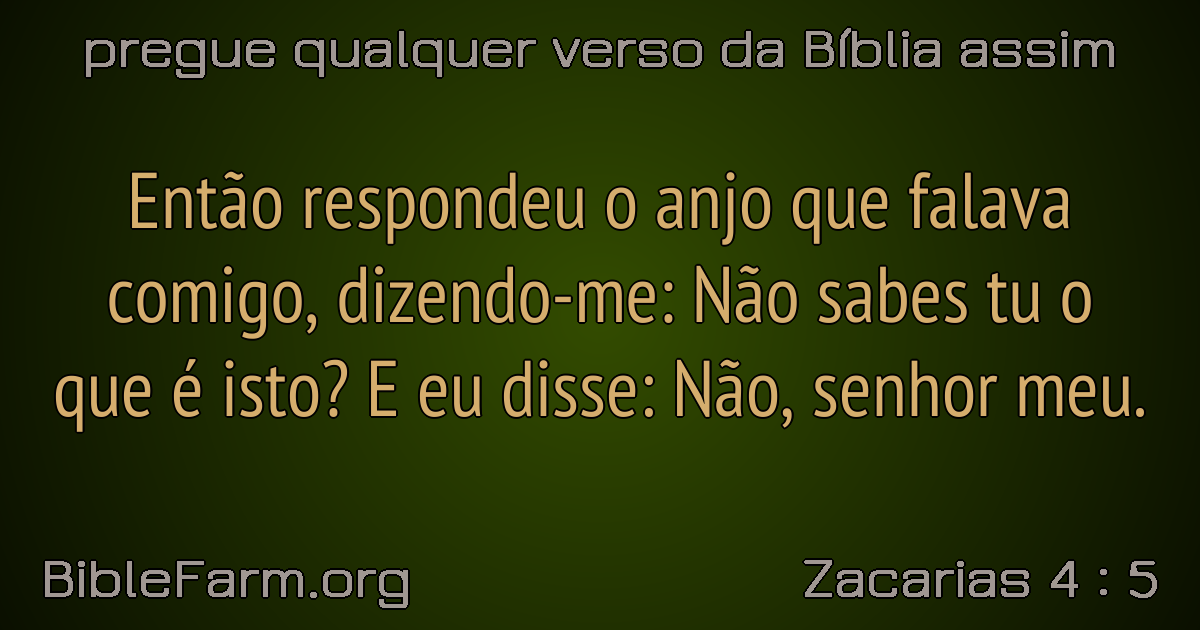 pregue qualquer verso da Bíblia assim
Então respondeu o anjo que falava
comigo, dizendo-me: Não sabes tu o
que é isto? E eu disse: Não, senhor meu.
BibleFarm.org
Zacarias 4 : 5